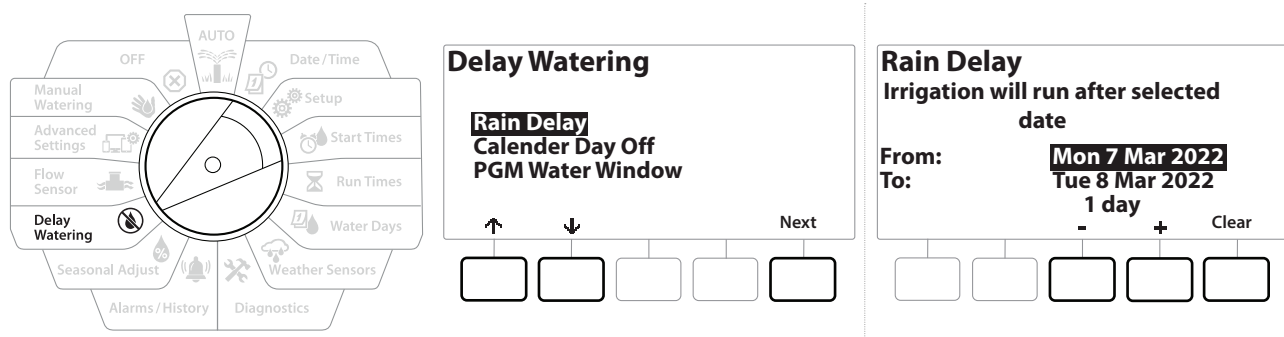 AUTO
OFF
Date/Time
Manual
Watering
Setup
Advanced
Settings
Start Times
Flow
Sensor
Run Times
Delay
Watering
Water Days
Seasonal Adjust
Weather Sensors
Alarms/History
Diagnostics
Delay Watering
Rain Delay
Calender Day Off
PGM Water Window
↑ ↓ Next
Rain Delay
Irrigation will run after selected
date
From: Mon 7 Mar 2022
To: Tue 8 Mar 2022
1 day
- + Clear